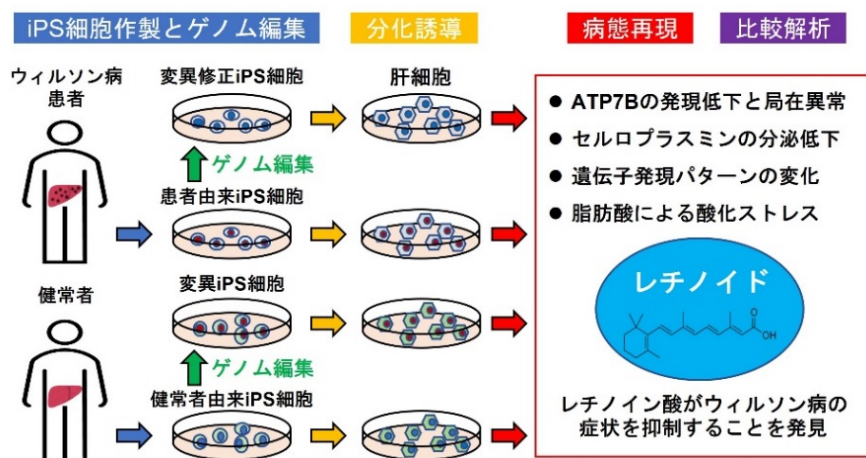 iPS細胞作製とゲノム編集
分化誘導
病態再現
比較解析
ウィルソン病
患者
変異修正iPS細胞
肝細胞
ゲノム編集
患者由来iPS細胞
健常者
変異iPS細胞
ゲノム編集
健常者由来iPS細胞
● ATP7Bの発現低下と局在異常
● セルロプラスミンの分泌低下
● 遺伝子発現パターンの変化
● 脂肪酸による酸化ストレス
レチノイド
O
OH
レチノイン酸がウィルソン病の
症状を抑制することを発見